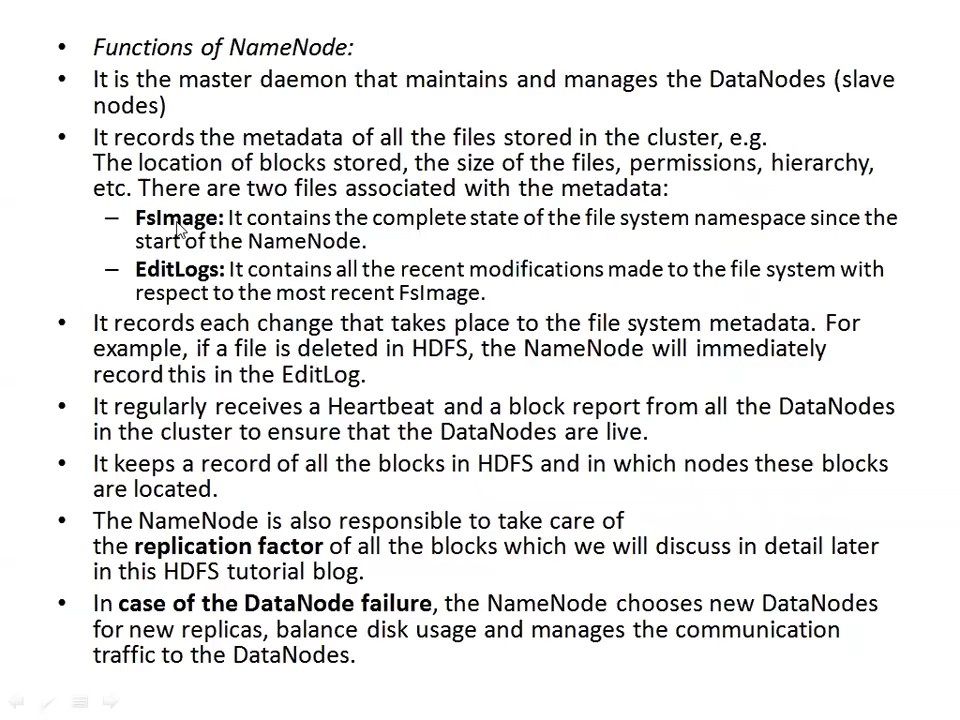 • Functions of NameNode:
• It is the master daemon that maintains and manages the DataNodes (slave
nodes)
• It records the metadata of all the files stored in the cluster, e.g.
The location of blocks stored, the size of the files, permissions, hierarchy,
etc. There are two files associated with the metadata:
– FsImage: It contains the complete state of the file system namespace since the
start of the NameNode.
– EditLogs: It contains all the recent modifications made to the file system with
respect to the most recent FsImage.
• It records each change that takes place to the file system metadata. For
example, if a file is deleted in HDFS, the NameNode will immediately
record this in the EditLog.
• It regularly receives a Heartbeat and a block report from all the DataNodes
in the cluster to ensure that the DataNodes are live.
• It keeps a record of all the blocks in HDFS and in which nodes these blocks
are located.
• The NameNode is also responsible to take care of
the replication factor of all the blocks which we will discuss in detail later
in this HDFS tutorial blog.
• In case of the DataNode failure, the NameNode chooses new DataNodes
for new replicas, balance disk usage and manages the communication
traffic to the DataNodes.